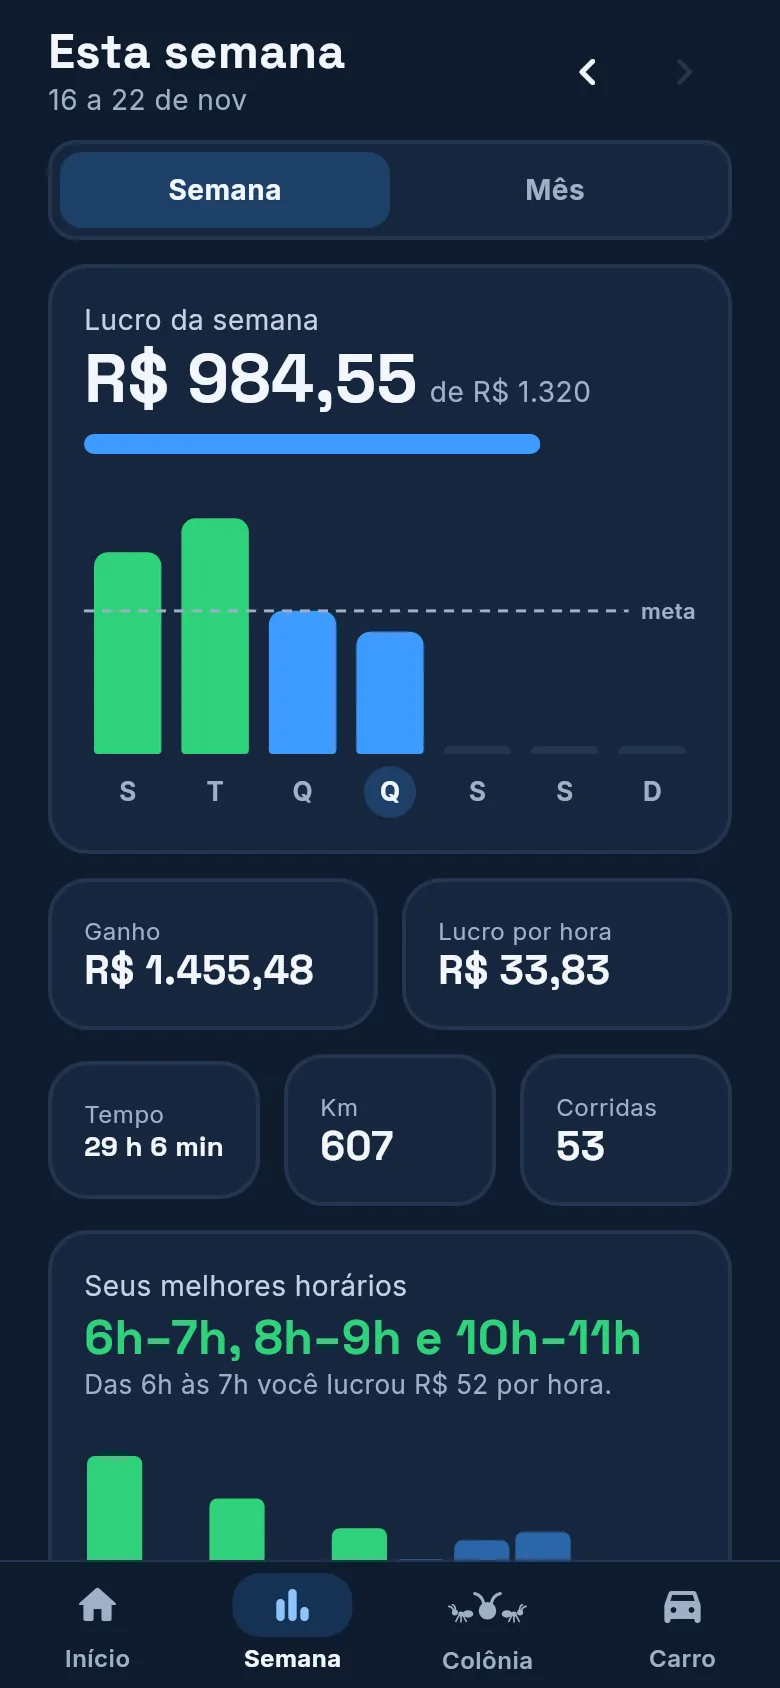 Esta semana
16 a 22 de nov
Semana
Mês
Lucro da semana
R$ 984,55 de R$ 1.320
meta
S T Q Q S S D
Ganho
R$ 1.455,48
Lucro por hora
R$ 33,83
Tempo
29 h 6 min
Km
607
Corridas
53
Seus melhores horários
6h–7h, 8h–9h e 10h–11h
Das 6h às 7h você lucrou R$ 52 por hora.
Início
Semana
Colônia
Carro